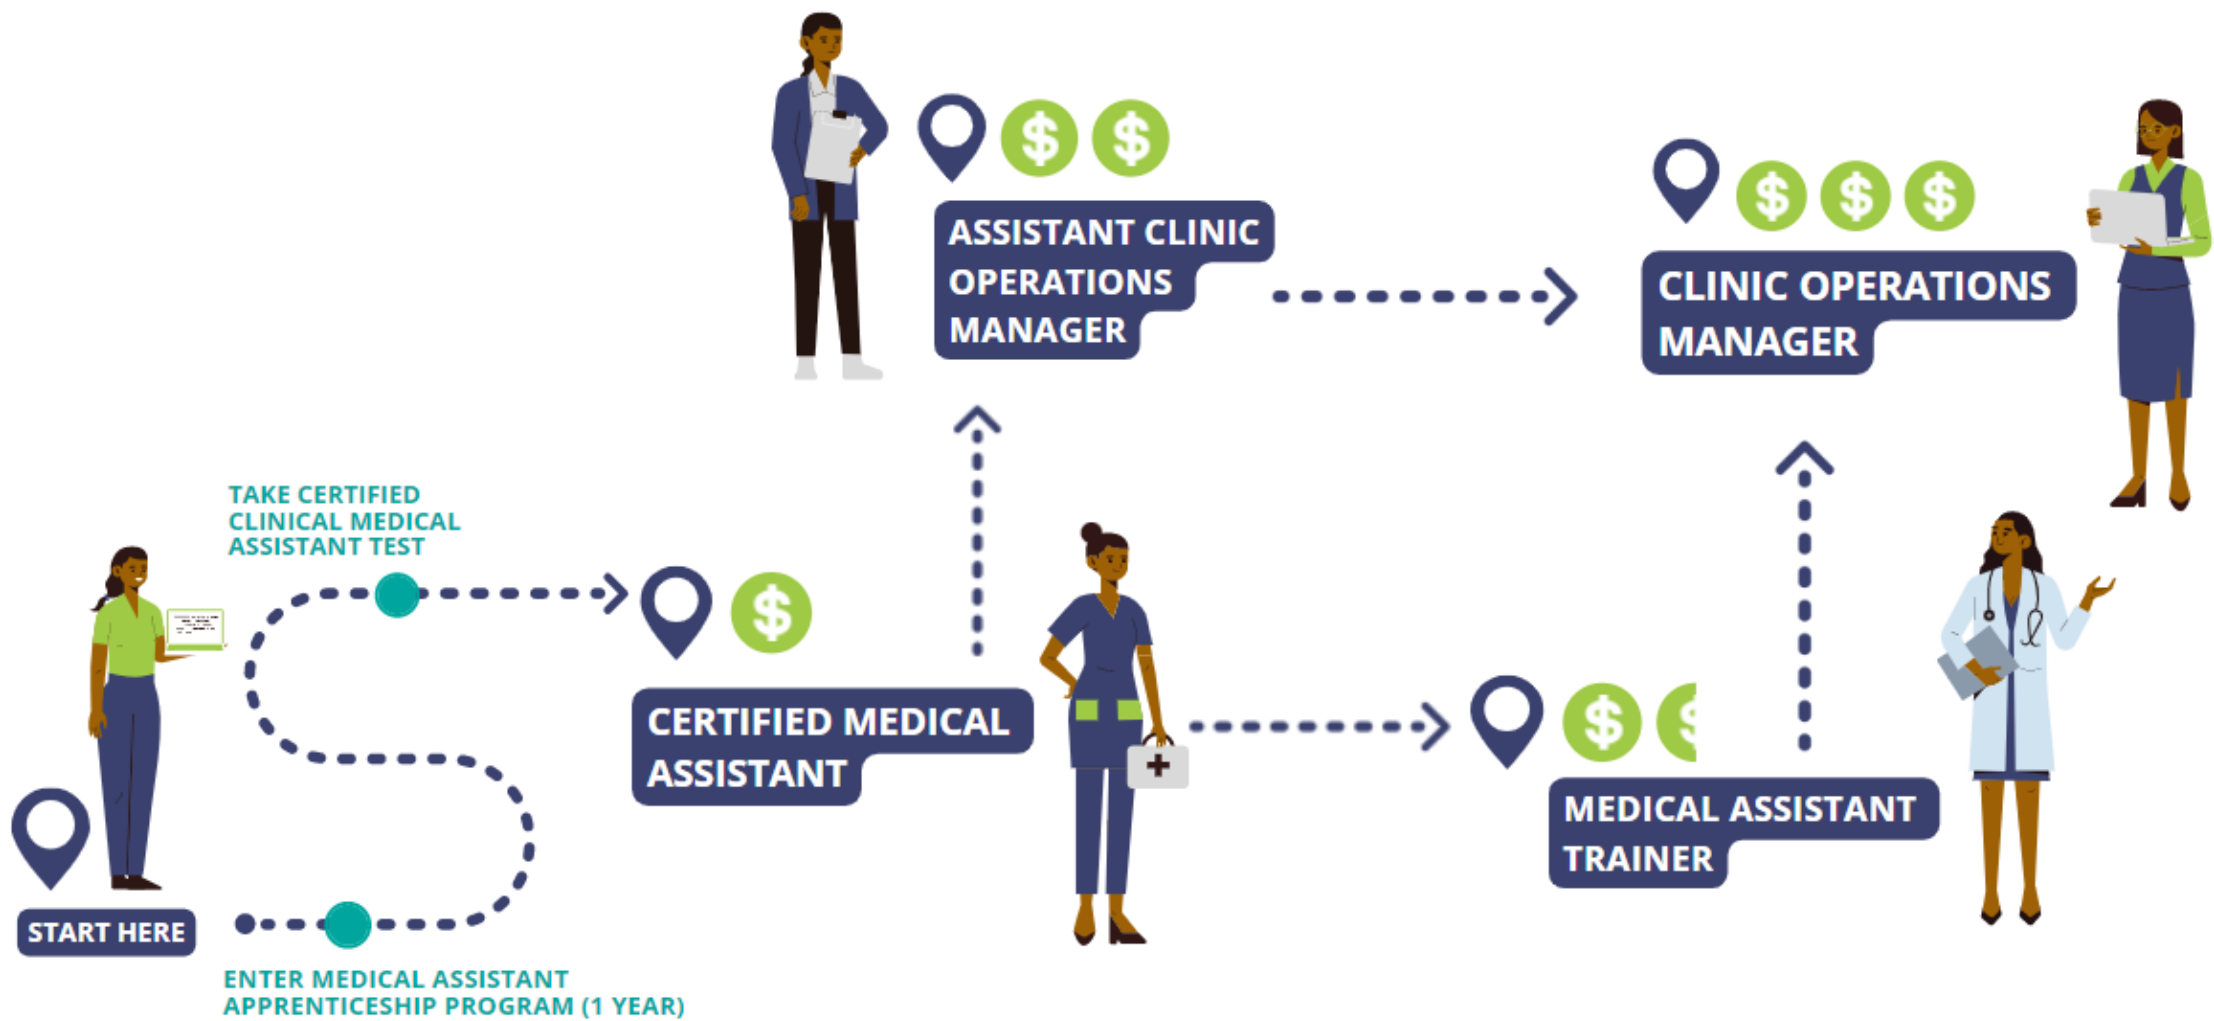 START HERE
ENTER MEDICAL ASSISTANT
APPRENTICESHIP PROGRAM (1 YEAR)
TAKE CERTIFIED
CLINICAL MEDICAL
ASSISTANT TEST
$
CERTIFIED MEDICAL
ASSISTANT
$ $
ASSISTANT CLINIC
OPERATIONS
MANAGER
$ $
MEDICAL ASSISTANT
TRAINER
$ $ $
CLINIC OPERATIONS
MANAGER